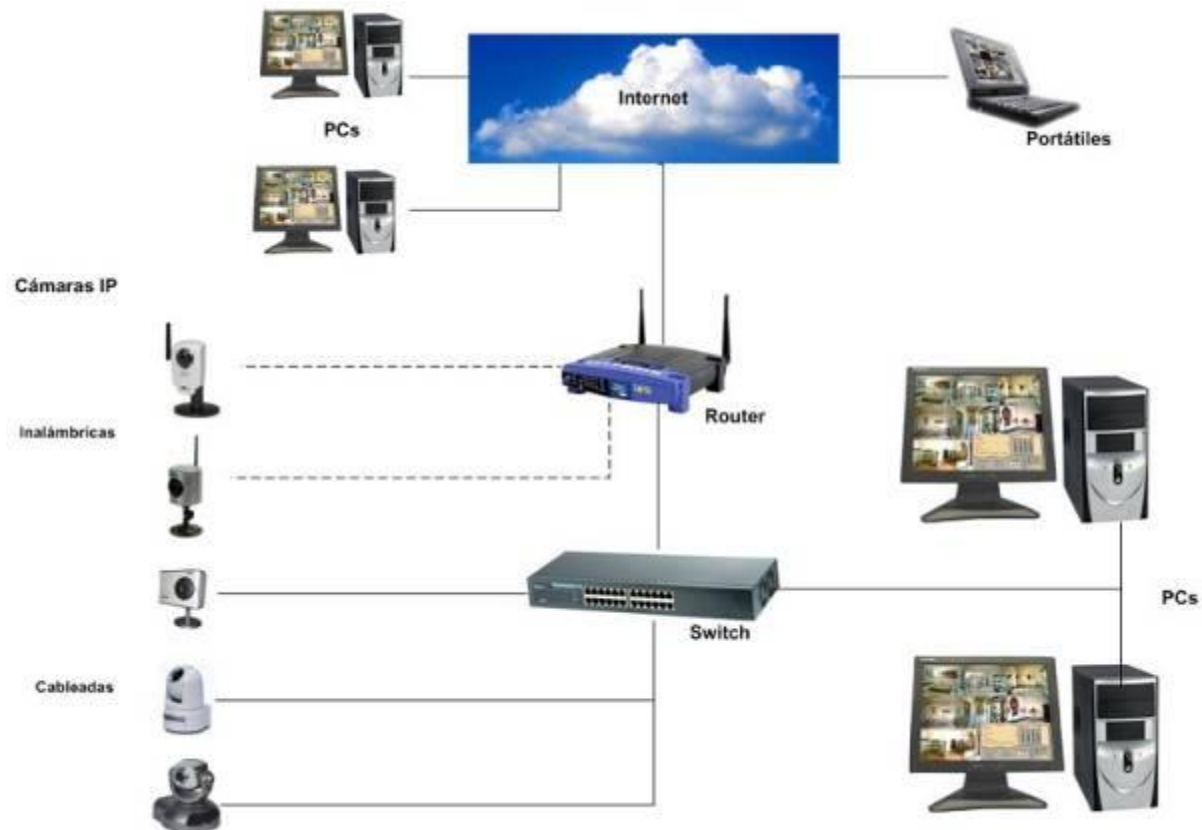 Internet
PCs
Portátiles
Cámaras IP
Router
Inalámbricas
PCs
Switch
Cableadas